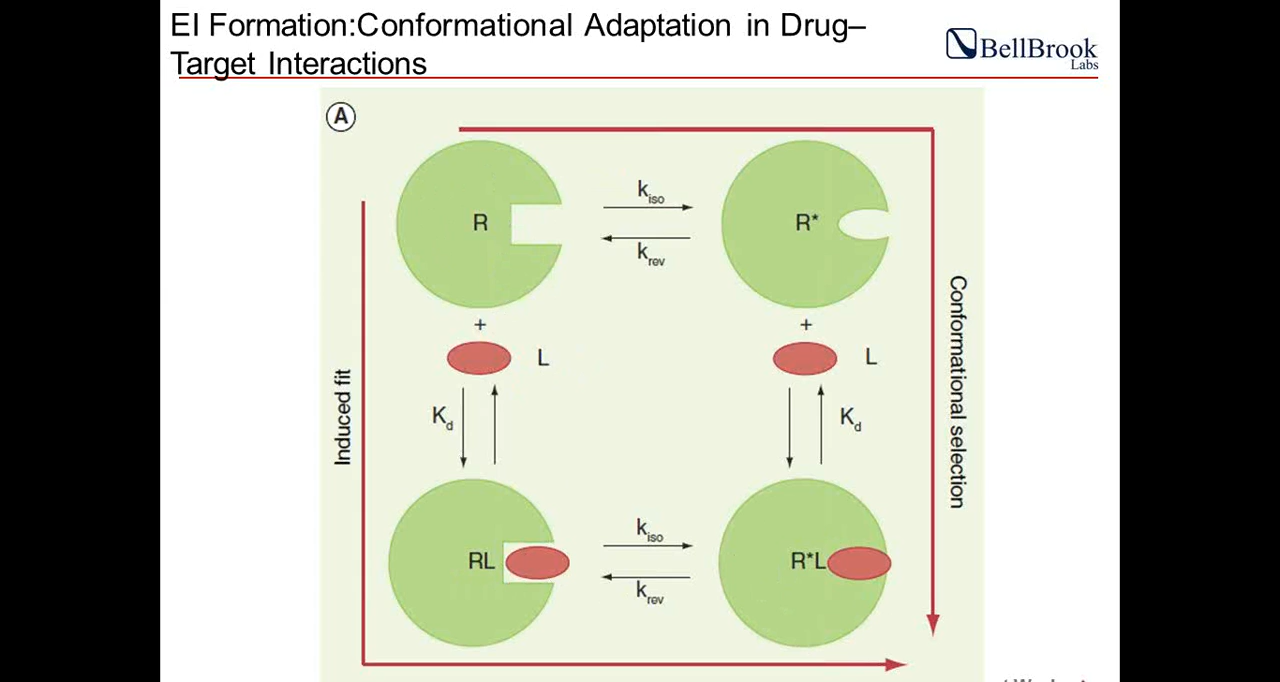 EI Formation:Conformational Adaptation in Drug–
Target Interactions
BellBrook
Labs
A
R
kiso
krev
R*
+
L
+
L
Induced fit
Kd
Kd
Conformational selection
RL
kiso
krev
R*L